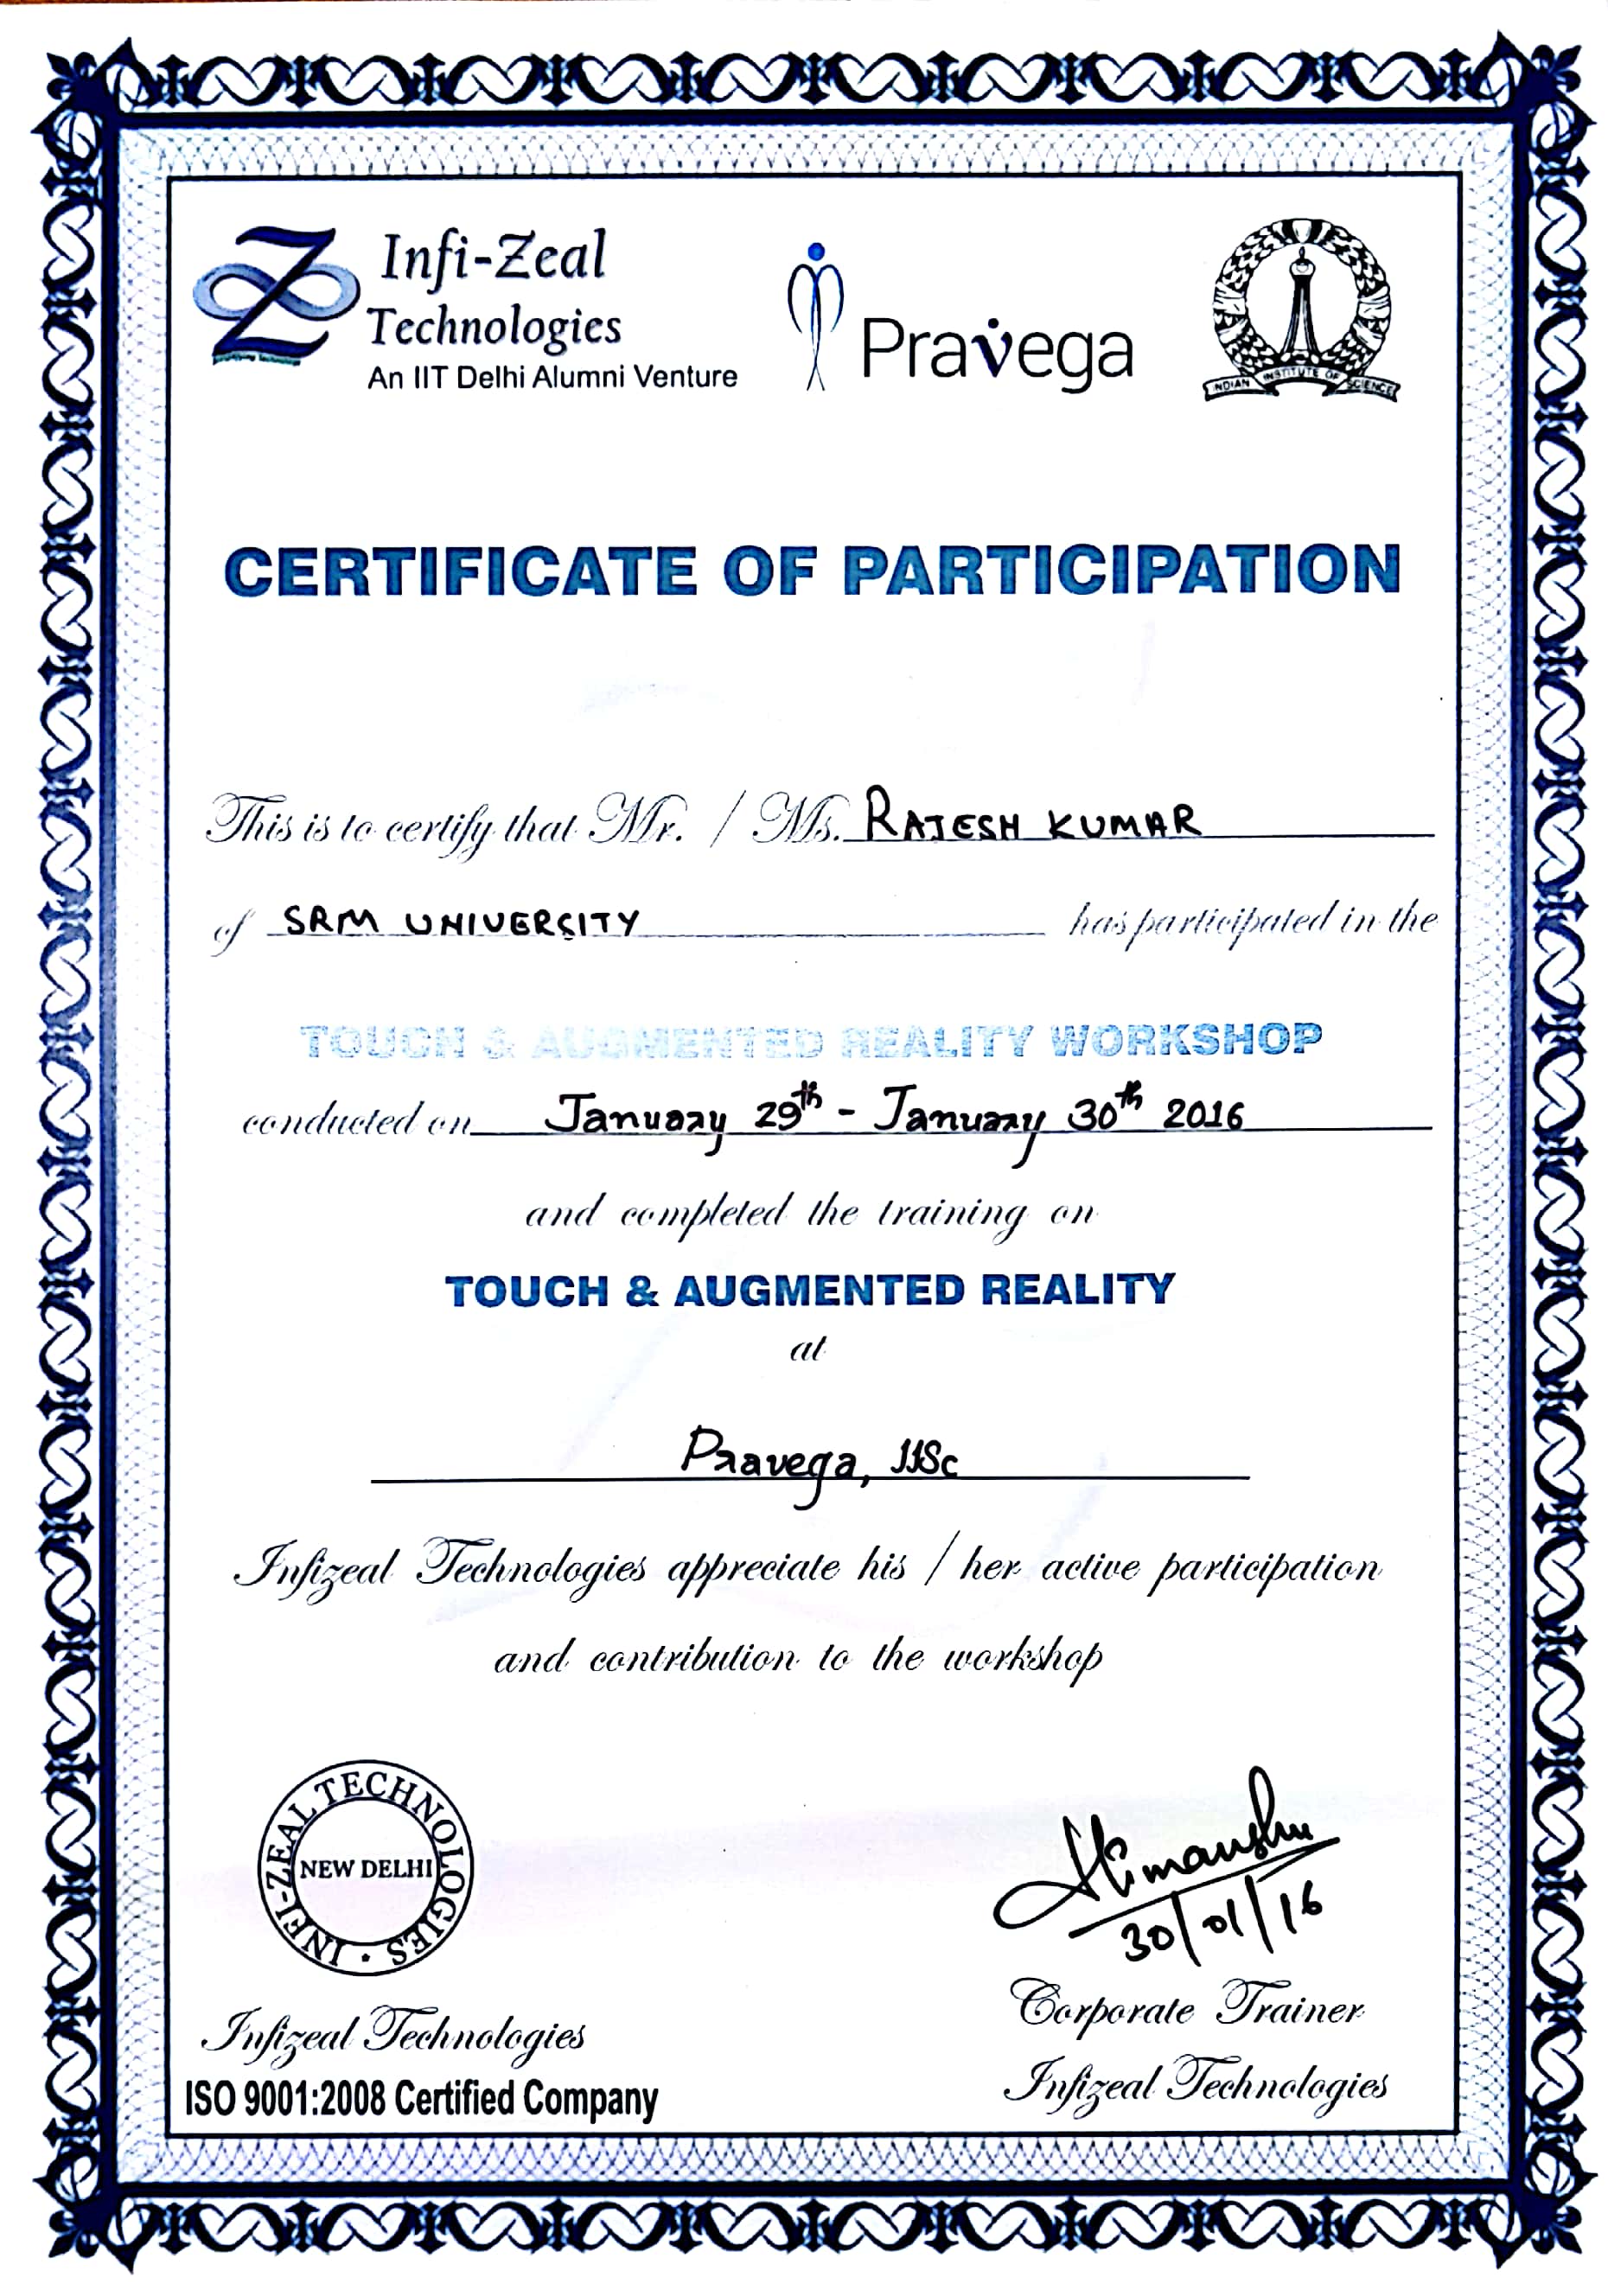 Infi-Zeal
Technologies
An IIT Delhi Alumni Venture
Pravega
INDIAN INSTITUTE OF SCIENCE
CERTIFICATE OF PARTICIPATION
This is to certify that Mr. / Ms. RAJESH KUMAR
of SRM UNIVERSITY has participated in the
TOUCH & AUGMENTED REALITY WORKSHOP
conducted on January 29th - January 30th 2016
and completed the training on
TOUCH & AUGMENTED REALITY
at
Pravega, IISc
Infizeal Technologies appreciate his / her active participation
and contribution to the workshop
INFI-ZEAL TECHNOLOGIES
NEW DELHI
Himanshu
30/01/16
Corporate Trainer
Infizeal Technologies
Infizeal Technologies
ISO 9001:2008 Certified Company